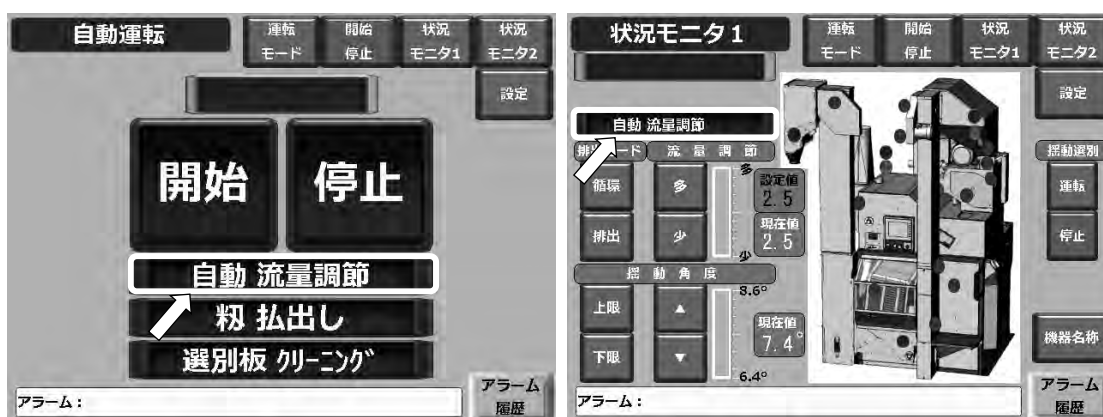 自動運転
運転
モード
開始
停止
状況
モニタ1
状況
モニタ2
設定
開始
停止
自動 流量調節
籾 払出し
選別板 クリーニング
アラーム
履歴
アラーム:
状況モニタ1
運転
モード
開始
停止
状況
モニタ1
状況
モニタ2
設定
自動 流量調節
排出モード
流量調節
循環
排出
多
少
多
少
設定値
2.5
現在値
2.5
揺動選別
運転
停止
揺動角度
上限
下限
▲
▼
8.6°
6.4°
現在値
7.4°
機器名称
アラーム:
アラーム
履歴